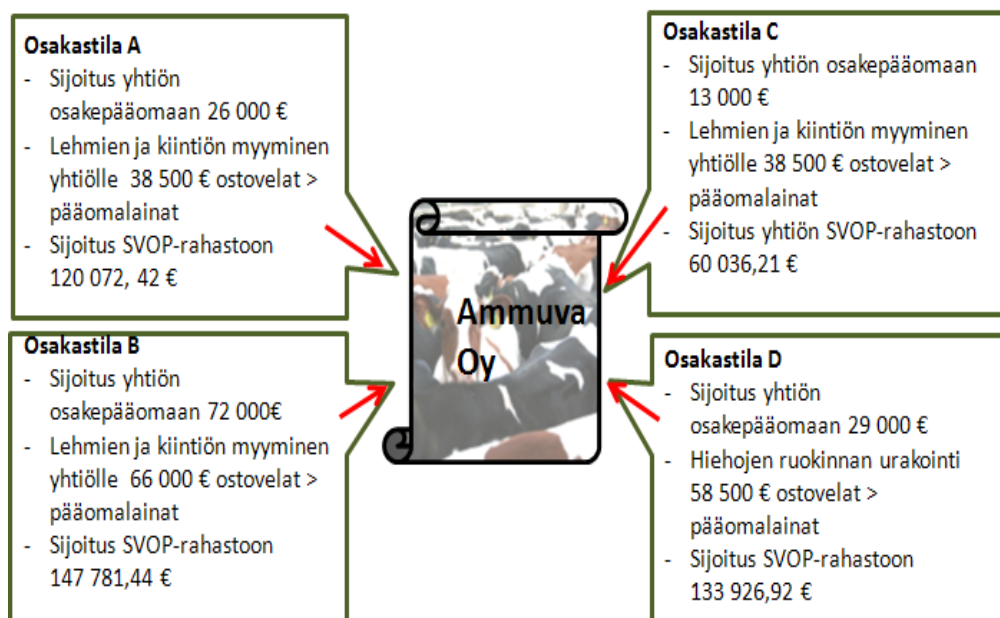 Osakastila A
- Sijoitus yhtiön
osakepääomaan 26 000 €
- Lehmien ja kiintiön myyminen
yhtiölle 38 500 € ostovelat >
pääomalainat
- Sijoitus SVOP-rahastoon
120 072, 42 €
Osakastila B
- Sijoitus yhtiön
osakepääomaan 72 000€
- Lehmien ja kiintiön myyminen
yhtiölle 66 000 € ostovelat >
pääomalainat
- Sijoitus SVOP-rahastoon
147 781,44 €
Ammuva
Oy
Osakastila C
- Sijoitus yhtiön osakepääomaan
13 000 €
- Lehmien ja kiintiön myyminen
yhtiölle 38 500 € ostovelat >
pääomalainat
- Sijoitus yhtiön SVOP-rahastoon
60 036,21 €
Osakastila D
- Sijoitus yhtiön
osakepääomaan 29 000 €
- Hiehojen ruokinnan urakointi
58 500 € ostovelat >
pääomalainat
- Sijoitus SVOP-rahastoon
133 926,92 €